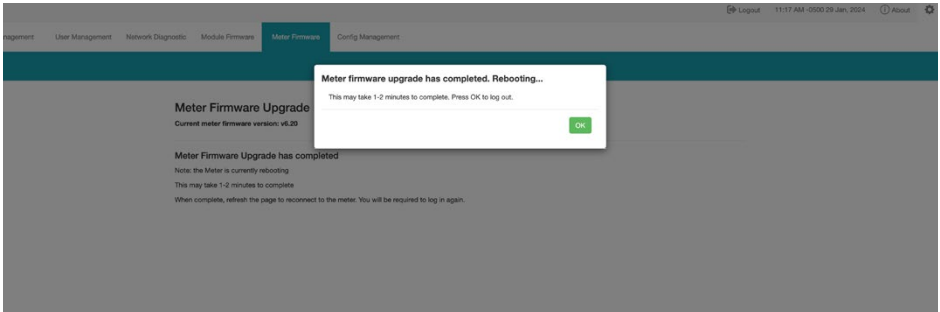 Logout 11:17 AM -0500 29 Jan, 2024 About
nagement User Management Network Diagnostic Module Firmware Meter Firmware Config Management
Meter firmware upgrade has completed. Rebooting...
This may take 1-2 minutes to complete. Press OK to log out.
OK
Meter Firmware Upgrade
Current meter firmware version: v6.20
Meter Firmware Upgrade has completed
Note: the Meter is currently rebooting
This may take 1-2 minutes to complete
When complete, refresh the page to reconnect to the meter. You will be required to log in again.